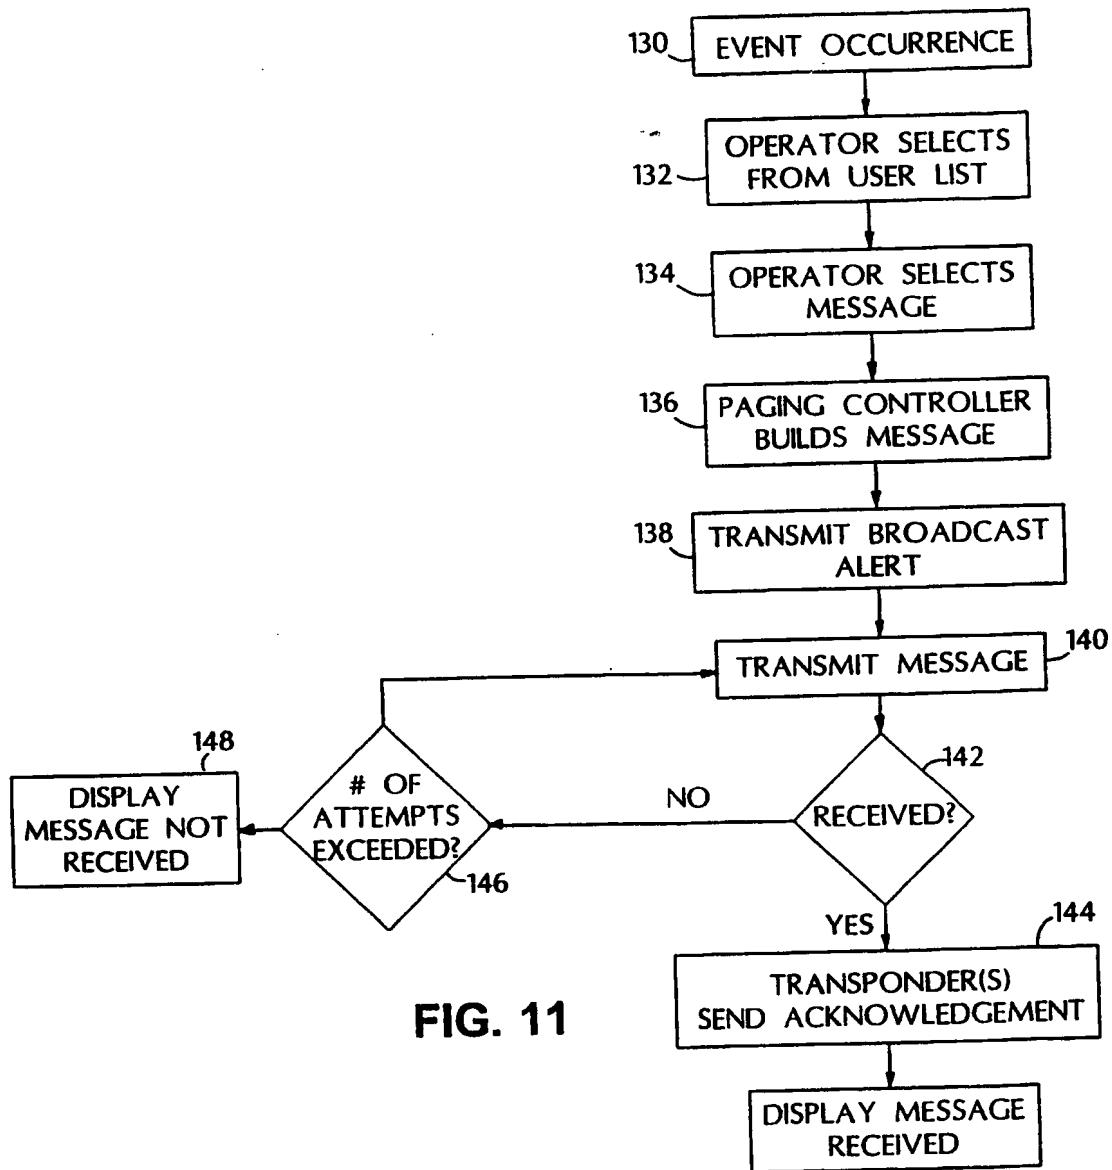 130
EVENT OCCURRENCE
132
OPERATOR SELECTS
FROM USER LIST
134
OPERATOR SELECTS
MESSAGE
136
PAGING CONTROLLER
BUILDS MESSAGE
138
TRANSMIT BROADCAST
ALERT
TRANSMIT MESSAGE
140
148
DISPLAY
MESSAGE NOT
RECEIVED
# OF
ATTEMPTS
EXCEEDED?
146
NO
142
RECEIVED?
YES
144
TRANSPONDER(S)
SEND ACKNOWLEDGEMENT
FIG. 11
DISPLAY MESSAGE
RECEIVED